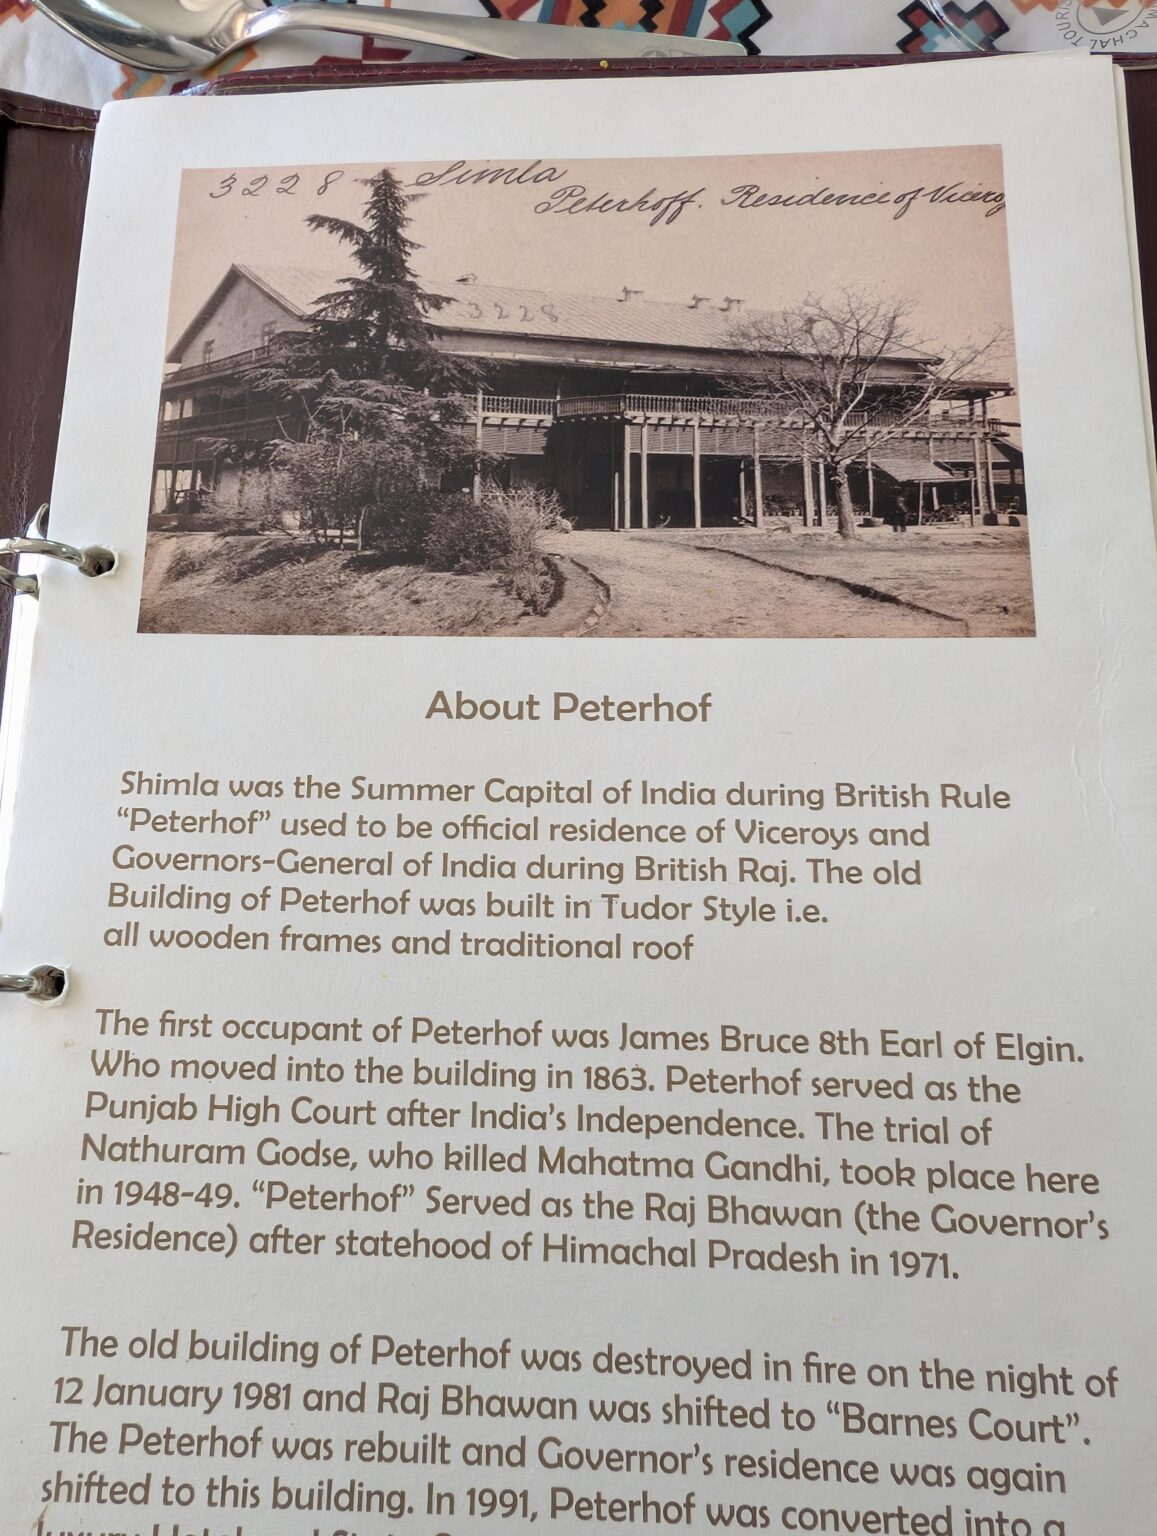 HIMACHAL TOURIS
3228 Simla
Peterhoff. Residence of Viceroy
3228
About Peterhof
Shimla was the Summer Capital of India during British Rule
“Peterhof” used to be official residence of Viceroys and
Governors-General of India during British Raj. The old
Building of Peterhof was built in Tudor Style i.e.
all wooden frames and traditional roof
The first occupant of Peterhof was James Bruce 8th Earl of Elgin.
Who moved into the building in 1863. Peterhof served as the
Punjab High Court after India’s Independence. The trial of
Nathuram Godse, who killed Mahatma Gandhi, took place here
in 1948-49. “Peterhof” Served as the Raj Bhawan (the Governor’s
Residence) after statehood of Himachal Pradesh in 1971.
The old building of Peterhof was destroyed in fire on the night of
12 January 1981 and Raj Bhawan was shifted to “Barnes Court”.
The Peterhof was rebuilt and Governor’s residence was again
shifted to this building. In 1991, Peterhof was converted into a